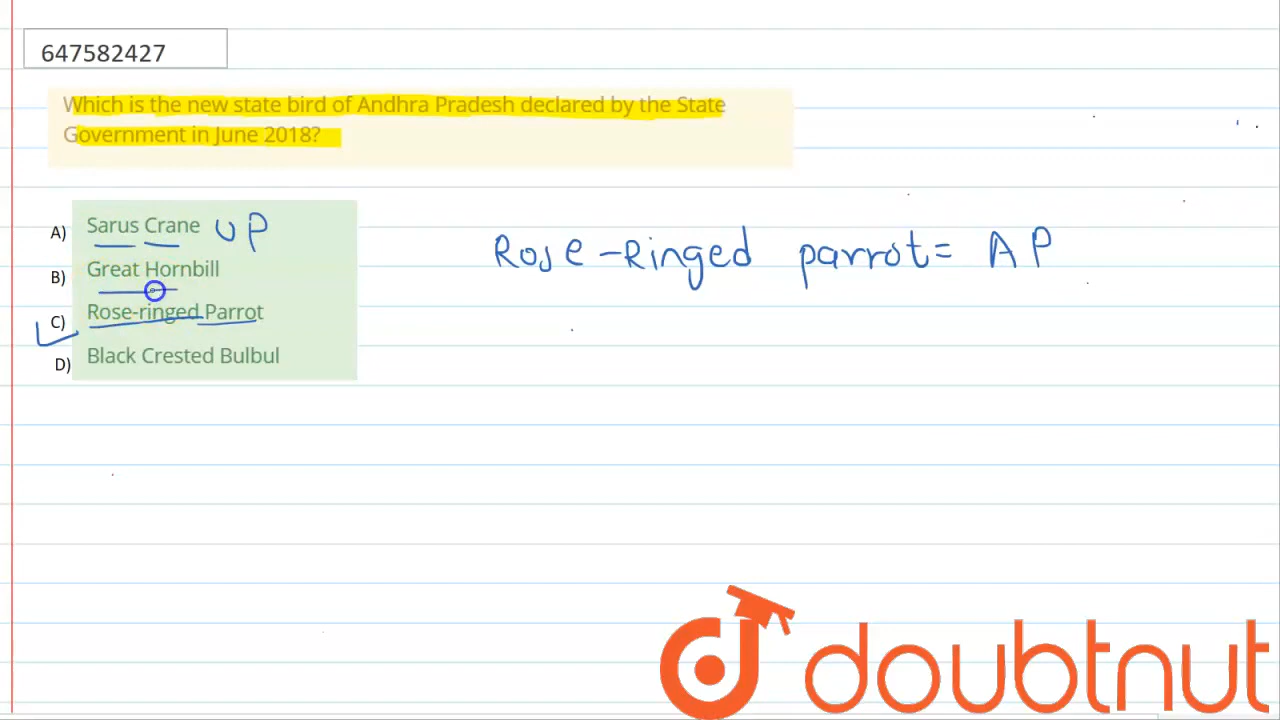 647582427
Which is the new state bird of Andhra Pradesh declared by the State
Government in June 2018?
A) Sarus Crane UP
B) Great Hornbill
C) Rose-ringed Parrot
D) Black Crested Bulbul
Rose-Ringed parrot= AP
doubtnut